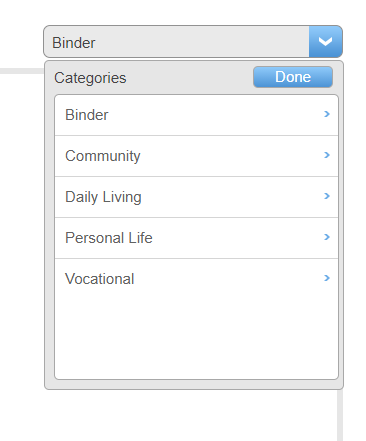 Binder
Categories Done
Binder
Community
Daily Living
Personal Life
Vocational